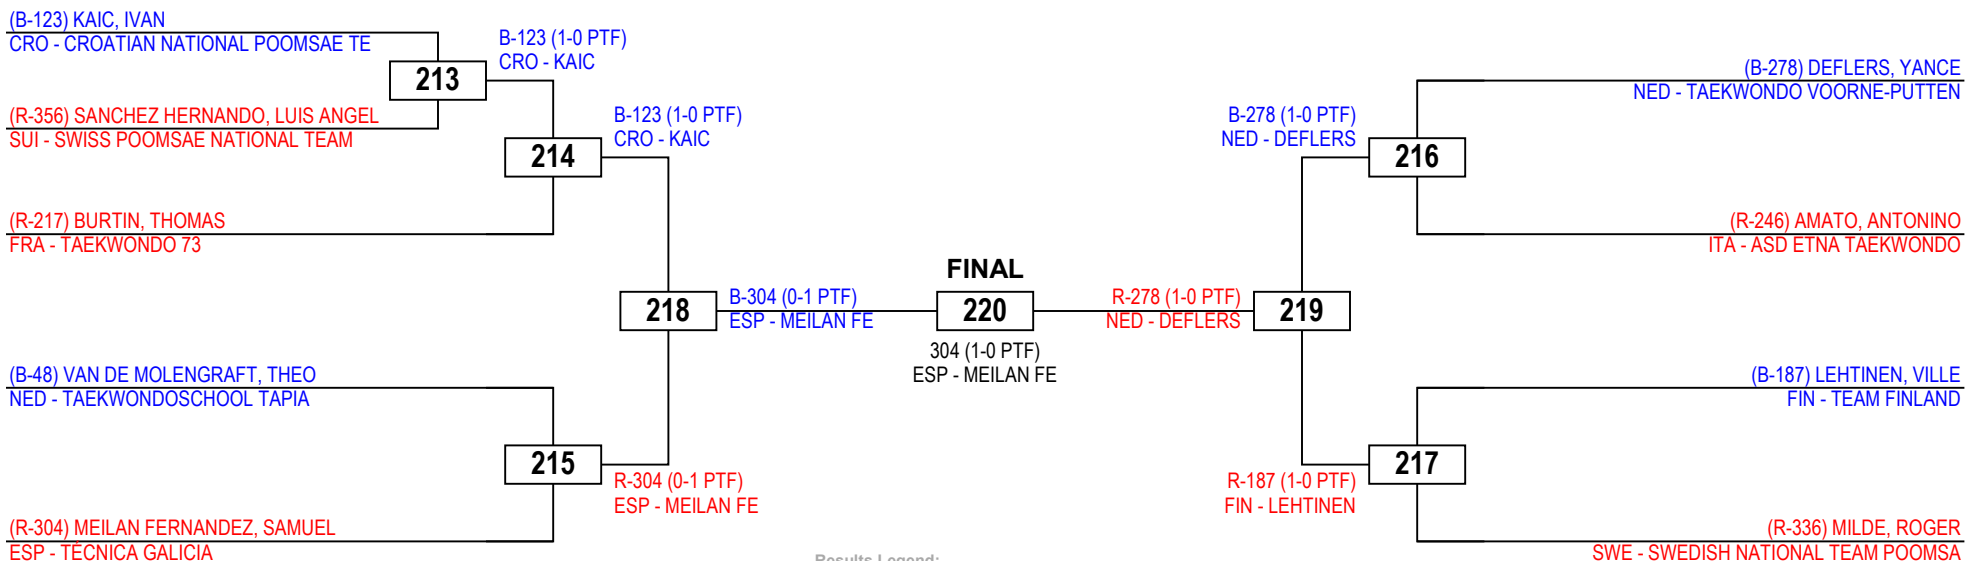 (B-123) KAIC, IVAN
CRO - CROATIAN NATIONAL POOMSAE TE
B-123 (1-0 PTF)
CRO - KAIC
213
(R-356) SANCHEZ HERNANDO, LUIS ANGEL
SUI - SWISS POOMSAE NATIONAL TEAM
B-123 (1-0 PTF)
CRO - KAIC
214
(R-217) BURTIN, THOMAS
FRA - TAEKWONDO 73
218
B-304 (0-1 PTF)
ESP - MEILAN FE
(B-48) VAN DE MOLENGRAFT, THEO
NED - TAEKWONDOSCHOOL TAPIA
215
R-304 (0-1 PTF)
ESP - MEILAN FE
(R-304) MEILAN FERNANDEZ, SAMUEL
ESP - TÉCNICA GALICIA
FINAL
220
304 (1-0 PTF)
ESP - MEILAN FE
(B-278) DEFLERS, YANCE
NED - TAEKWONDO VOORNE-PUTTEN
B-278 (1-0 PTF)
NED - DEFLERS
216
(R-246) AMATO, ANTONINO
ITA - ASD ETNA TAEKWONDO
R-278 (1-0 PTF)
NED - DEFLERS
219
(B-187) LEHTINEN, VILLE
FIN - TEAM FINLAND
217
R-187 (1-0 PTF)
FIN - LEHTINEN
(R-336) MILDE, ROGER
SWE - SWEDISH NATIONAL TEAM POOMSA
Results Legend: